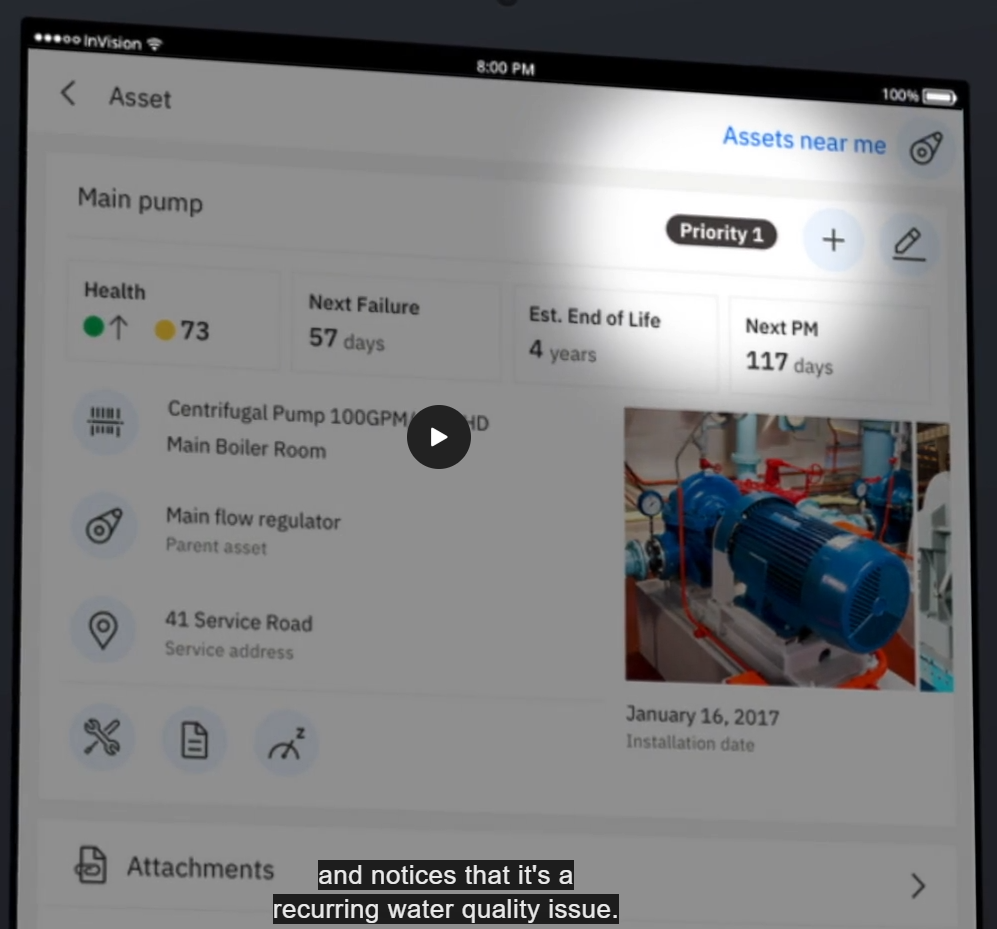 InVision
8:00 PM
100%
Asset
Assets near me
Main pump
Priority 1
Health
73
Next Failure
57 days
Est. End of Life
4 years
Next PM
117 days
Centrifugal Pump 100GPM/
HD
Main Boiler Room
Main flow regulator
Parent asset
41 Service Road
Service address
January 16, 2017
Installation date
z
Attachments
and notices that it's a
recurring water quality issue.